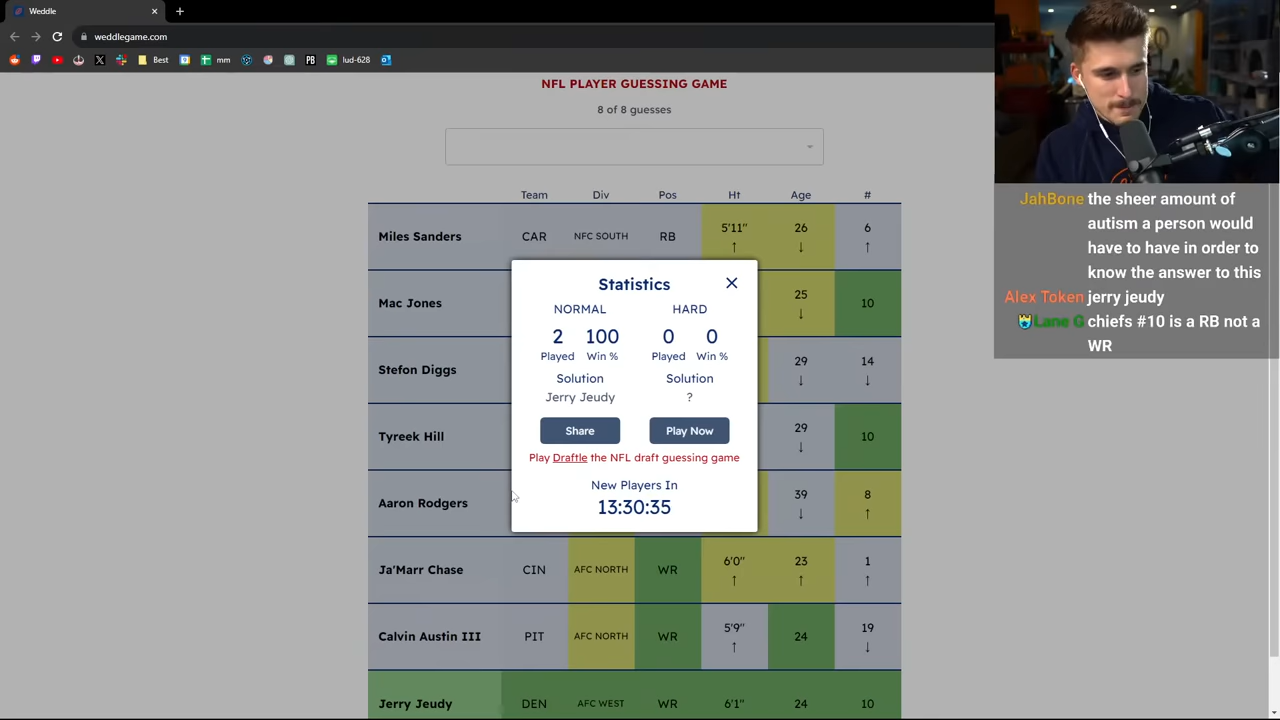 Weddle
weddlegame.com
Best
mm
PB
lud-628
NFL PLAYER GUESSING GAME
8 of 8 guesses
Team Div Pos Ht Age #
Miles Sanders CAR NFC SOUTH RB 5'11" ↑ 26 ↓ 6 ↑
Mac Jones 25 ↓ 10
Stefon Diggs 29 ↓ 14 ↓
Tyreek Hill 29 ↓ 10
Aaron Rodgers 39 ↓ 8 ↑
Ja'Marr Chase CIN AFC NORTH WR 6'0" ↑ 23 ↑ 1 ↑
Calvin Austin III PIT AFC NORTH WR 5'9" ↑ 24 19 ↓
Jerry Jeudy DEN AFC WEST WR 6'1" 24 10
Statistics
NORMAL HARD
2 100 0 0
Played Win % Played Win %
Solution Solution
Jerry Jeudy ?
Share Play Now
Play Draftle the NFL draft guessing game
New Players In
13:30:35
JahBone the sheer amount of
autism a person would
have to have in order to
know the answer to this
Alex Token jerry jeudy
Lane G chiefs #10 is a RB not a
WR